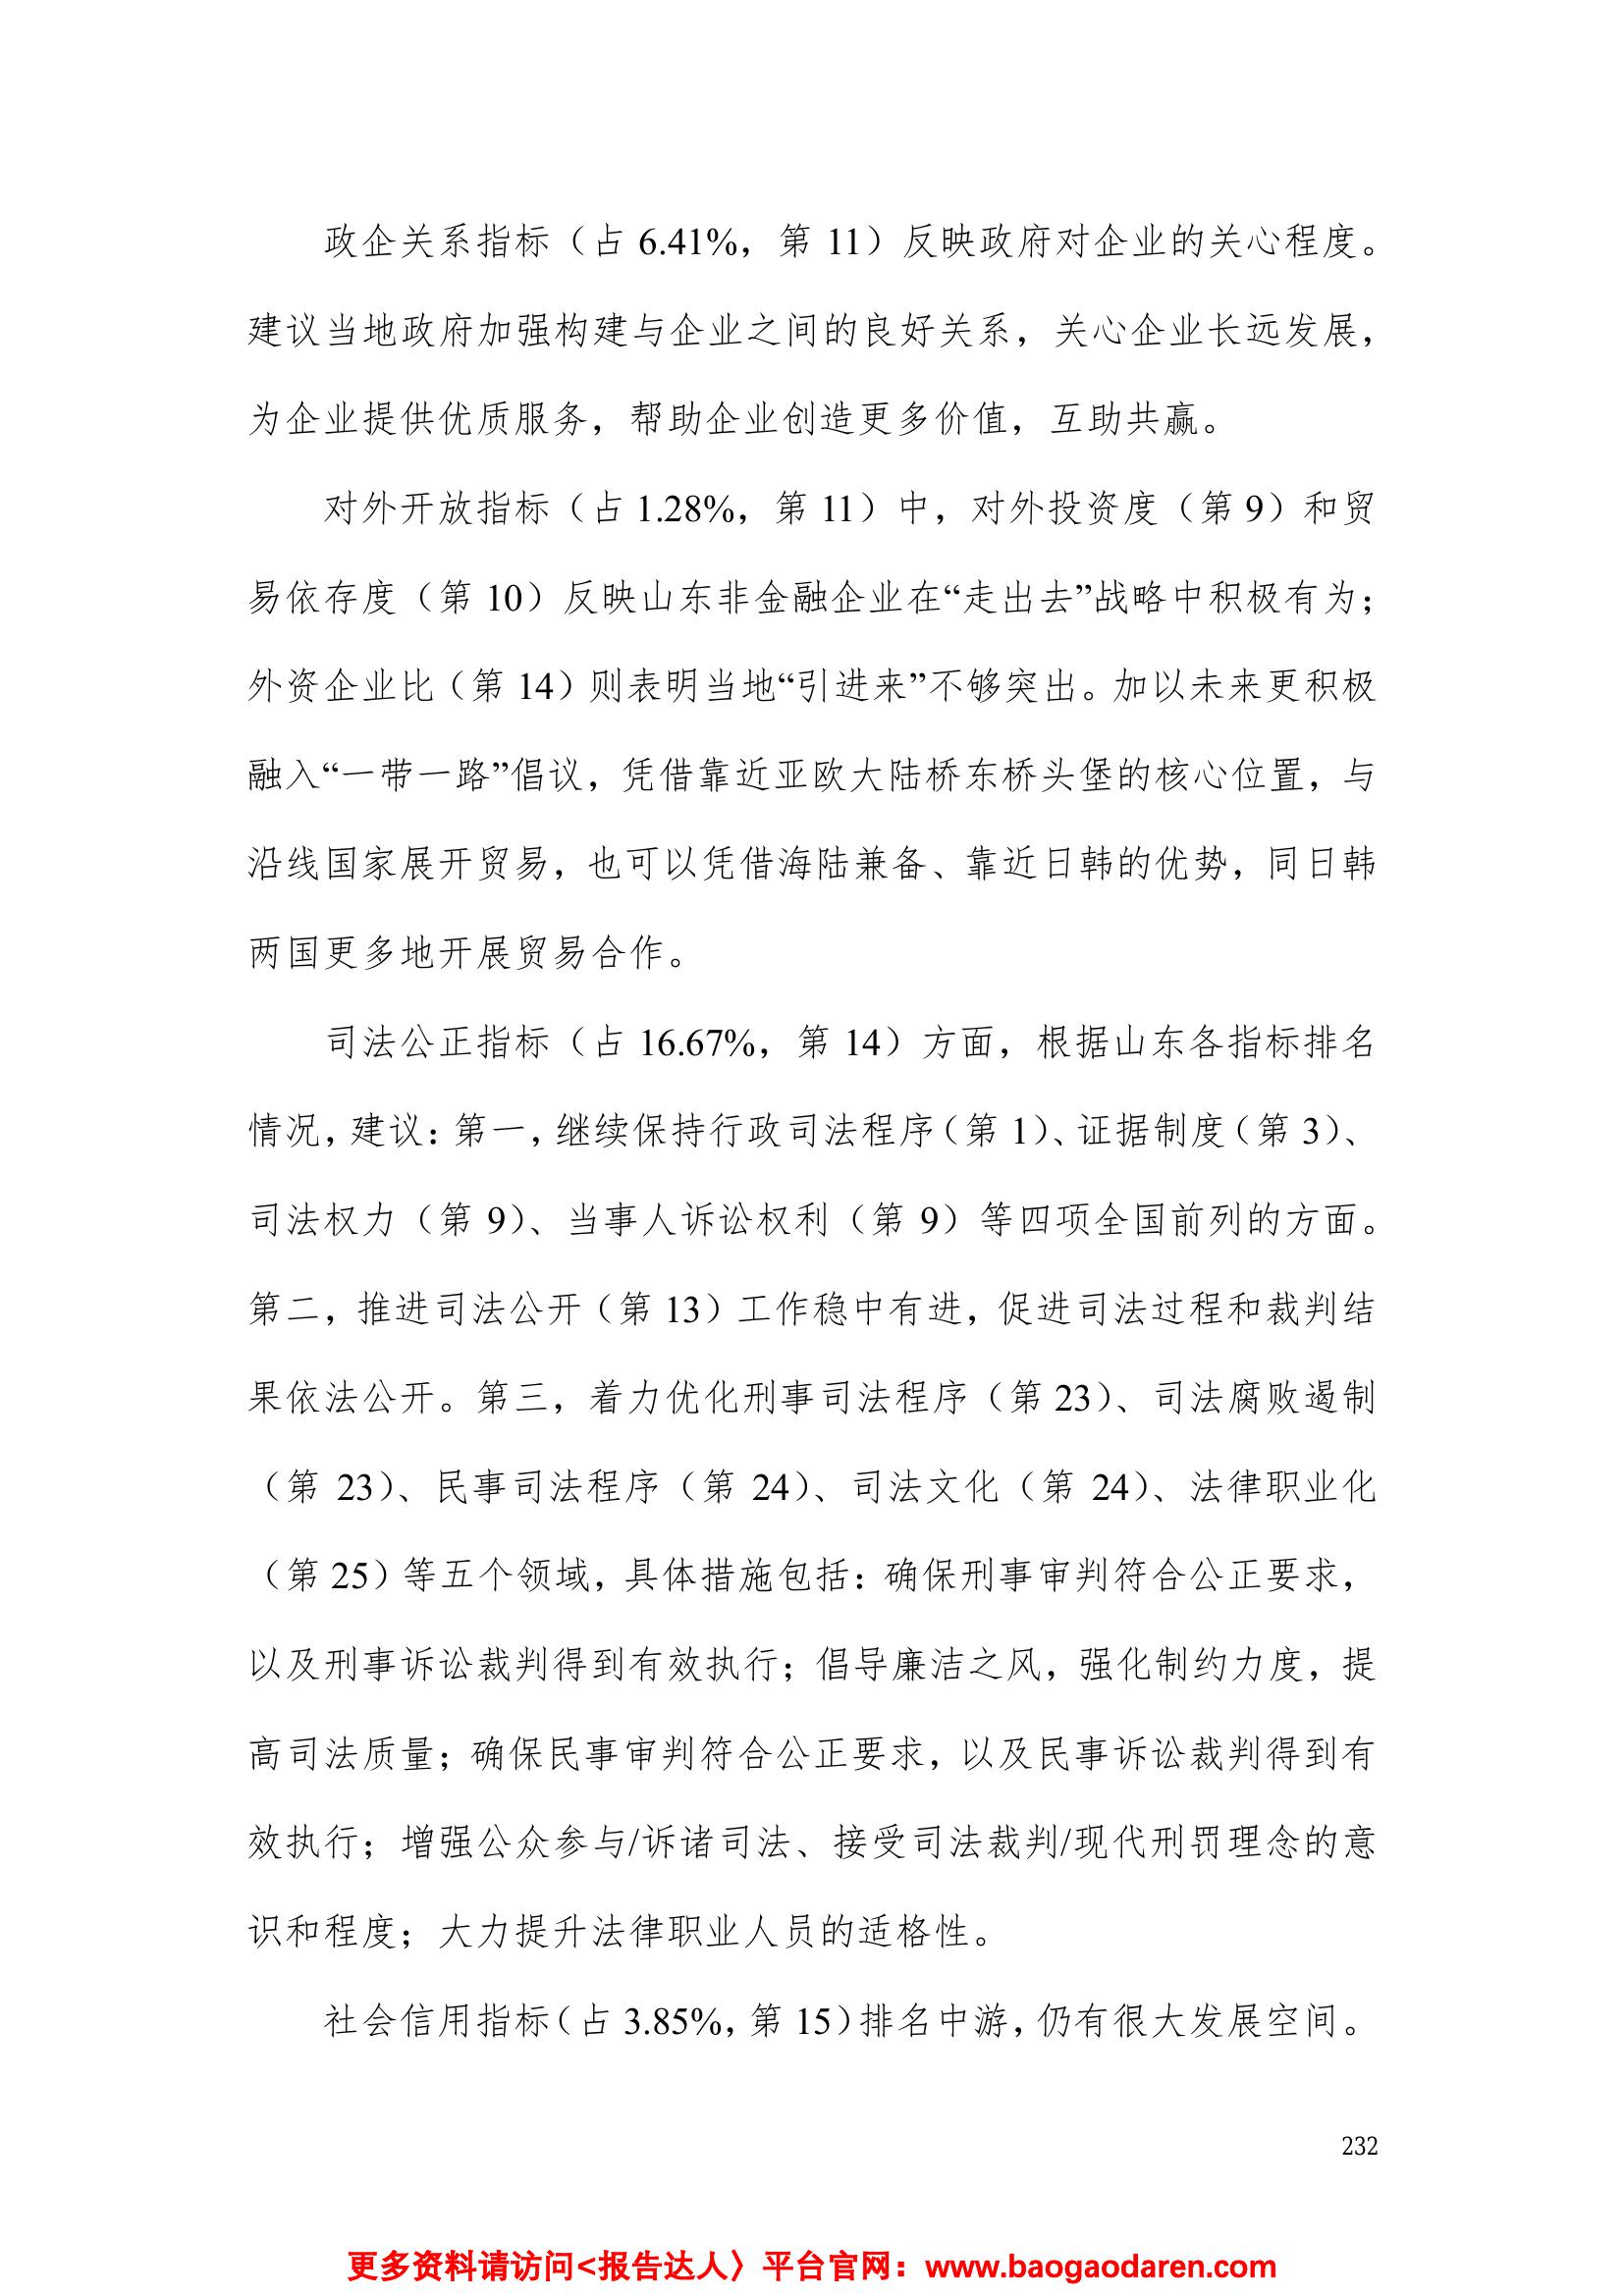 政企关系指标（占 6.41%，第 11）反映政府对企业的关心程度。
建议当地政府加强构建与企业之间的良好关系，关心企业长远发展，
为企业提供优质服务，帮助企业创造更多价值，互助共赢。
对外开放指标（占 1.28%，第 11）中，对外投资度（第 9）和贸
易依存度（第 10）反映山东非金融企业在“走出去”战略中积极有为；
外资企业比（第 14）则表明当地“引进来”不够突出。加以未来更积极
融入“一带一路”倡议，凭借靠近亚欧大陆桥东桥头堡的核心位置，与
沿线国家展开贸易，也可以凭借海陆兼备、靠近日韩的优势，同日韩
两国更多地开展贸易合作。
司法公正指标（占 16.67%，第 14）方面，根据山东各指标排名
情况，建议：第一，继续保持行政司法程序（第 1）、证据制度（第 3）、
司法权力（第 9）、当事人诉讼权利（第 9）等四项全国前列的方面。
第二，推进司法公开（第 13）工作稳中有进，促进司法过程和裁判结
果依法公开。第三，着力优化刑事司法程序（第 23）、司法腐败遏制
（第 23）、民事司法程序（第 24）、司法文化（第 24）、法律职业化
（第 25）等五个领域，具体措施包括：确保刑事审判符合公正要求，
以及刑事诉讼裁判得到有效执行；倡导廉洁之风，强化制约力度，提
高司法质量；确保民事审判符合公正要求，以及民事诉讼裁判得到有
效执行；增强公众参与/诉诸司法、接受司法裁判/现代刑罚理念的意
识和程度；大力提升法律职业人员的适格性。
社会信用指标（占 3.85%，第 15）排名中游，仍有很大发展空间。
232
更多资料请访问<报告达人〉平台官网：www.baogaodaren.com